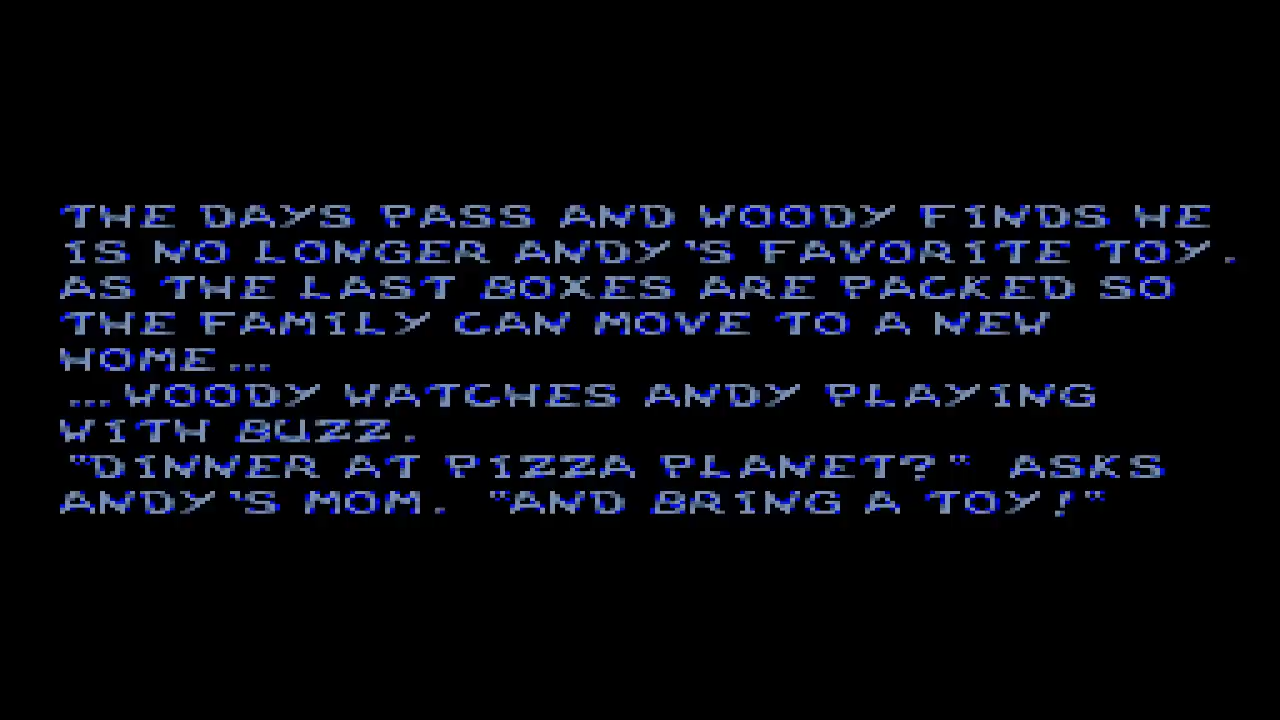 THE DAYS PASS AND WOODY FINDS HE
IS NO LONGER ANDY'S FAVORITE TOY.
AS THE LAST BOXES ARE PACKED SO
THE FAMILY CAN MOVE TO A NEW
HOME...
...WOODY WATCHES ANDY PLAYING
WITH BUZZ.
"DINNER AT PIZZA PLANET?" ASKS
ANDY'S MOM. "AND BRING A TOY!"